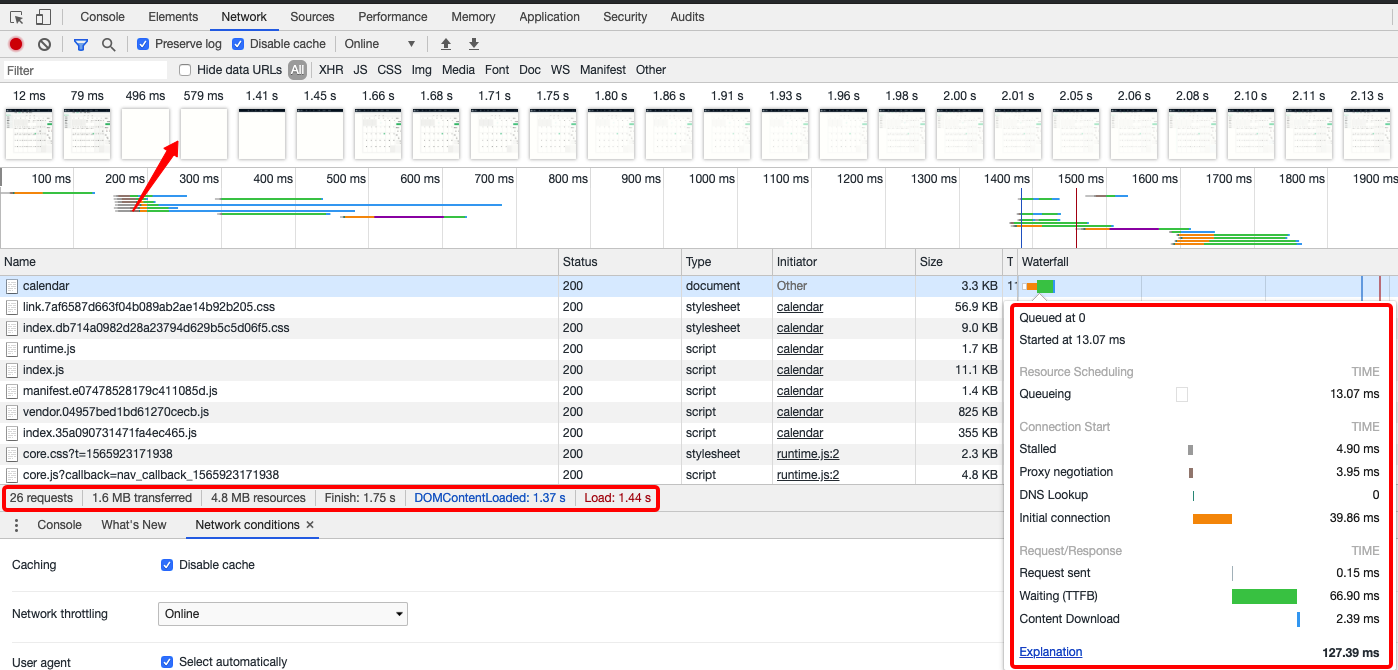 Console Elements Network Sources Performance Memory Application Security Audits
Preserve log Disable cache Online
Filter Hide data URLs All XHR JS CSS Img Media Font Doc WS Manifest Other
12 ms 79 ms 496 ms 579 ms 1.41 s 1.45 s 1.66 s 1.68 s 1.71 s 1.75 s 1.80 s 1.86 s 1.91 s 1.93 s 1.96 s 1.98 s 2.00 s 2.01 s 2.05 s 2.06 s 2.08 s 2.10 s 2.11 s 2.13 s
100 ms 200 ms 300 ms 400 ms 500 ms 600 ms 700 ms 800 ms 900 ms 1000 ms 1100 ms 1200 ms 1300 ms 1400 ms 1500 ms 1600 ms 1700 ms 1800 ms 1900 ms
Name Status Type Initiator Size T Waterfall
calendar 200 document Other 3.3 KB
link.7af6587d663f04b089ab2ae14b92b205.css 200 stylesheet calendar 56.9 KB
index.db714a0982d28a23794d629b5c5d06f5.css 200 stylesheet calendar 9.0 KB
runtime.js 200 script calendar 1.7 KB
index.js 200 script calendar 11.1 KB
manifest.e07478528179c411085d.js 200 script calendar 1.4 KB
vendor.04957bed1bd61270cecb.js 200 script calendar 825 KB
index.35a090731471fa4ec465.js 200 script calendar 355 KB
core.css?t=1565923171938 200 stylesheet runtime.js:2 2.3 KB
core.js?callback=nav_callback_1565923171938 200 script runtime.js:2 4.8 KB
26 requests 1.6 MB transferred 4.8 MB resources Finish: 1.75 s DOMContentLoaded: 1.37 s Load: 1.44 s
Console What's New Network conditions ×
Caching Disable cache
Network throttling Online
User agent Select automatically
Queued at 0
Started at 13.07 ms
Resource Scheduling TIME
Queueing 13.07 ms
Connection Start TIME
Stalled 4.90 ms
Proxy negotiation 3.95 ms
DNS Lookup 0
Initial connection 39.86 ms
Request/Response TIME
Request sent 0.15 ms
Waiting (TTFB) 66.90 ms
Content Download 2.39 ms
Explanation 127.39 ms